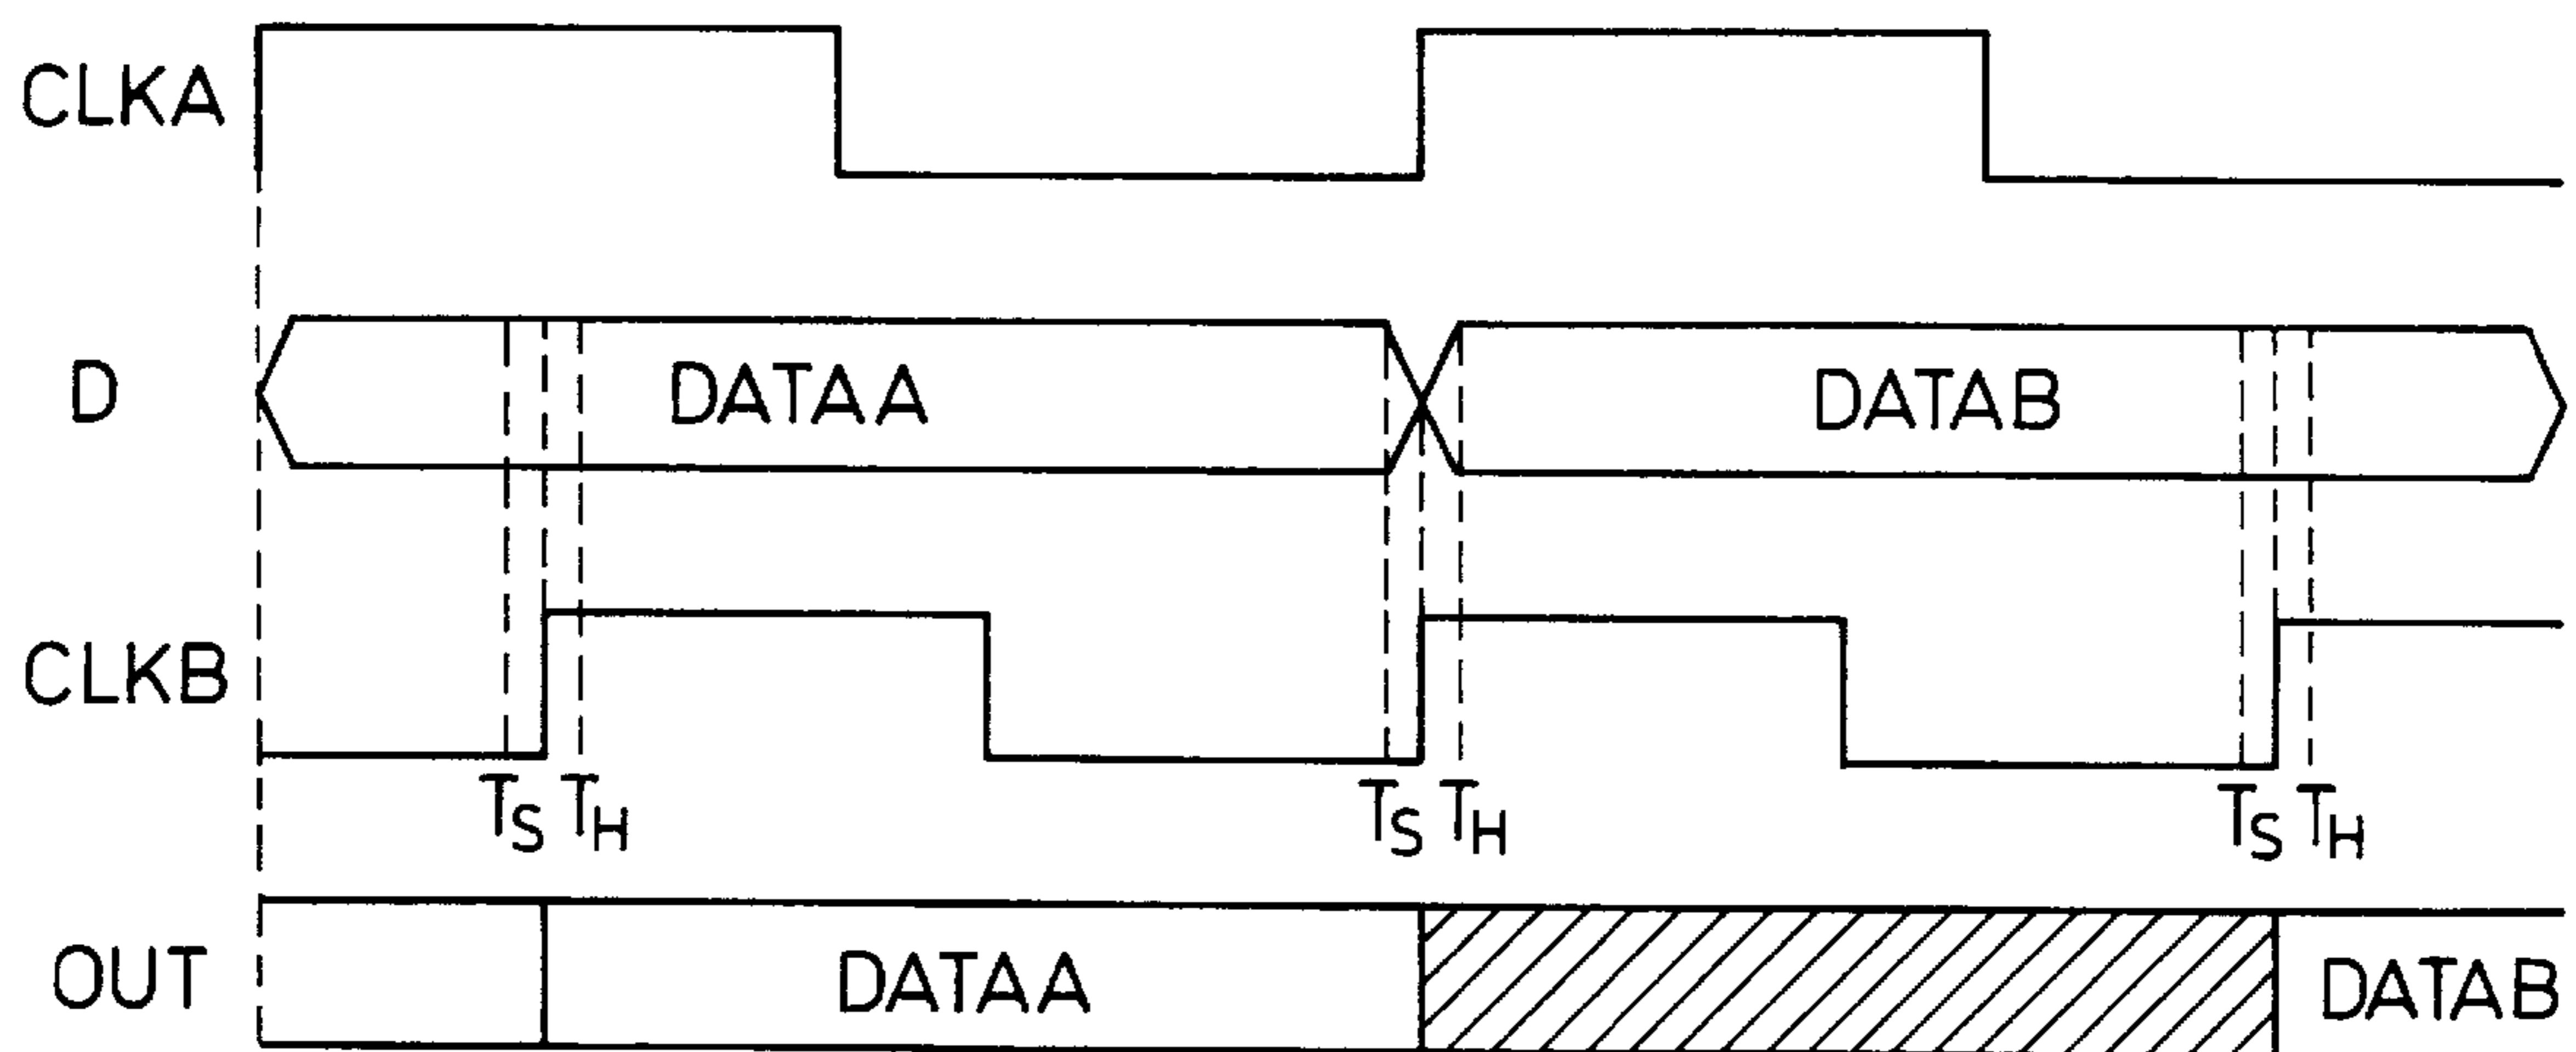 CLKA
D DATAA DATAB
CLKB
TS TH TS TH TS TH
OUT DATAA DATAB